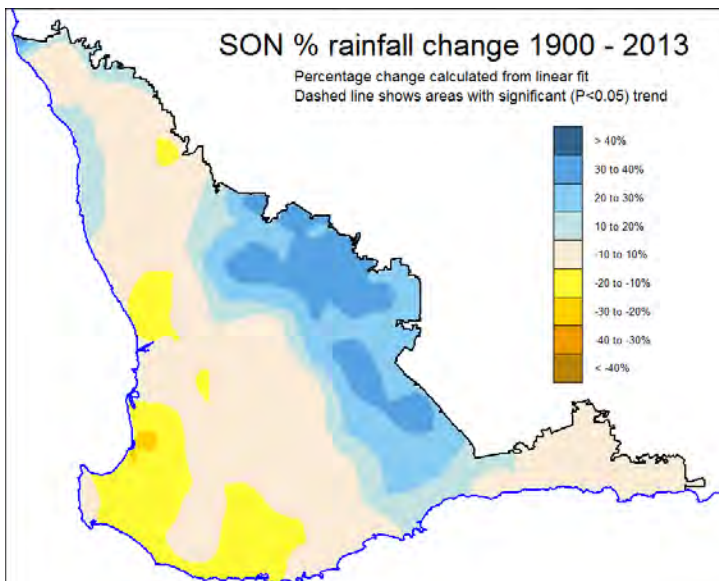 SON % rainfall change 1900 - 2013
Percentage change calculated from linear fit
Dashed line shows areas with significant (P<0.05) trend
> 40%
30 to 40%
20 to 30%
10 to 20%
-10 to 10%
-20 to -10%
-30 to -20%
-40 to -30%
< -40%